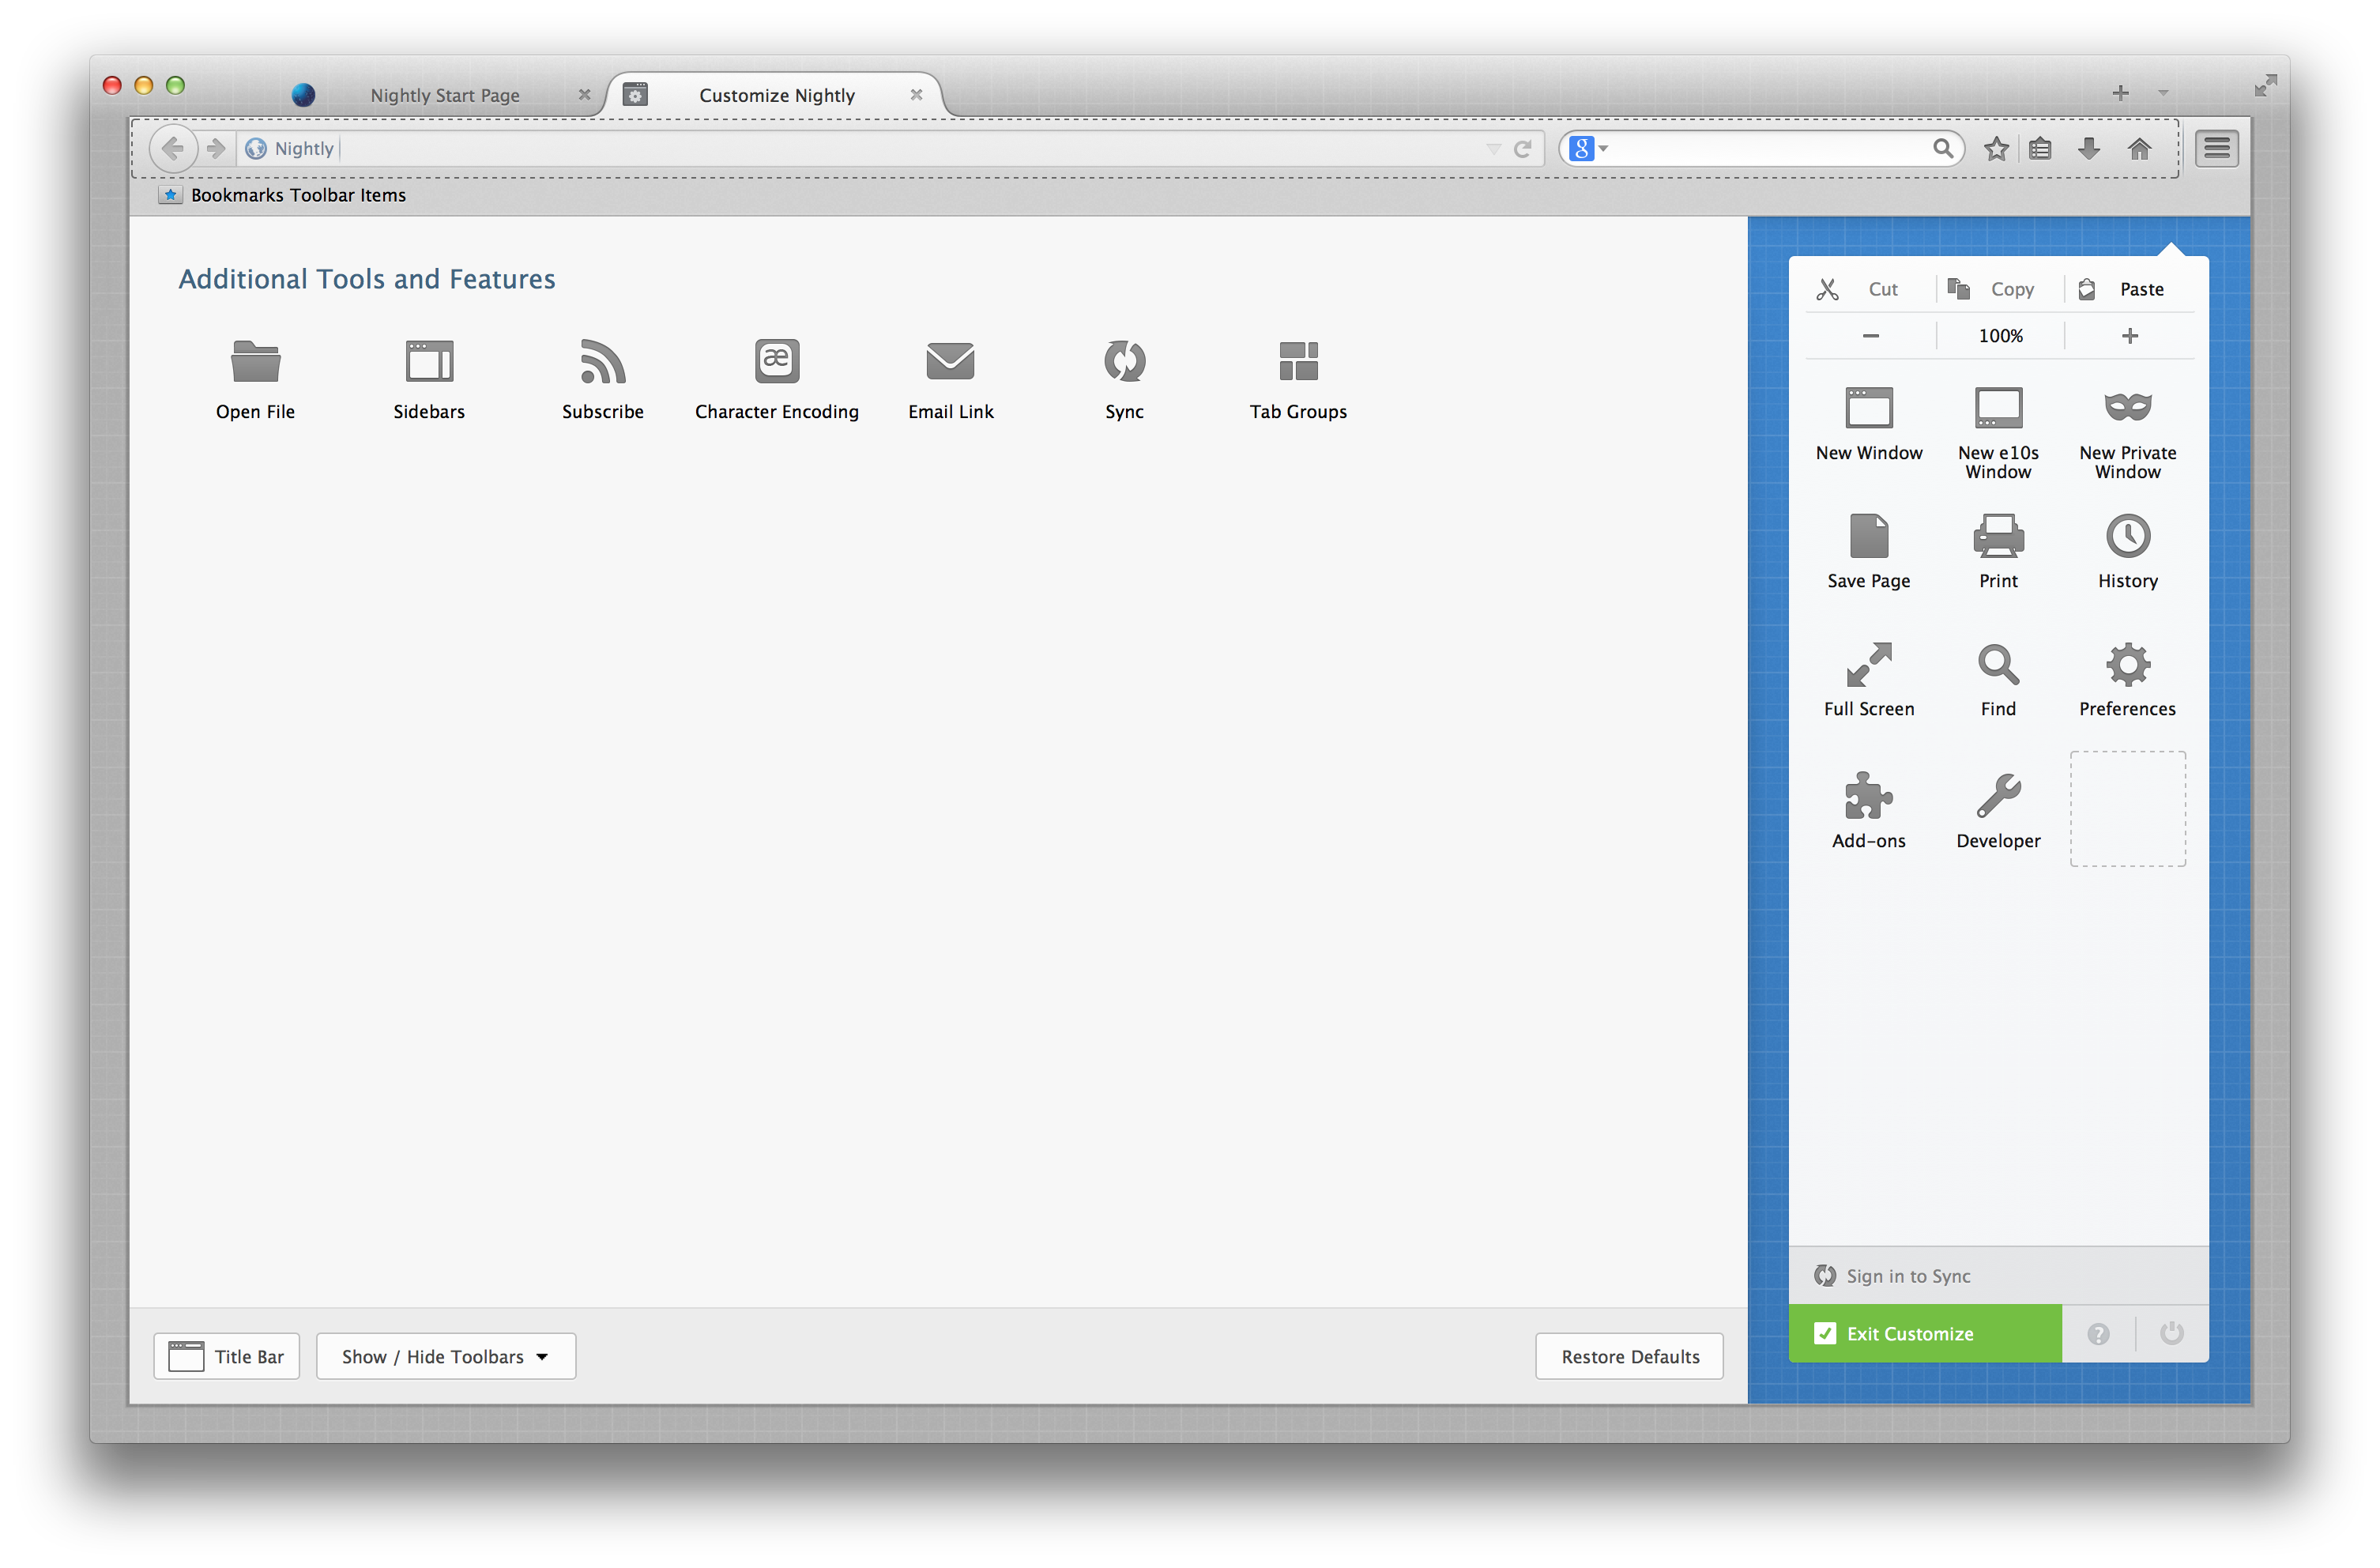 Nightly Start Page
Customize Nightly
Nightly
8
Bookmarks Toolbar Items
Additional Tools and Features
Cut
Copy
Paste
100%
æ
Open File
Sidebars
Subscribe
Character Encoding
Email Link
Sync
Tab Groups
New Window
New e10s
Window
New Private
Window
Save Page
Print
History
Full Screen
Find
Preferences
Add-ons
Developer
Sign in to Sync
Exit Customize
?
Title Bar
Show / Hide Toolbars
Restore Defaults